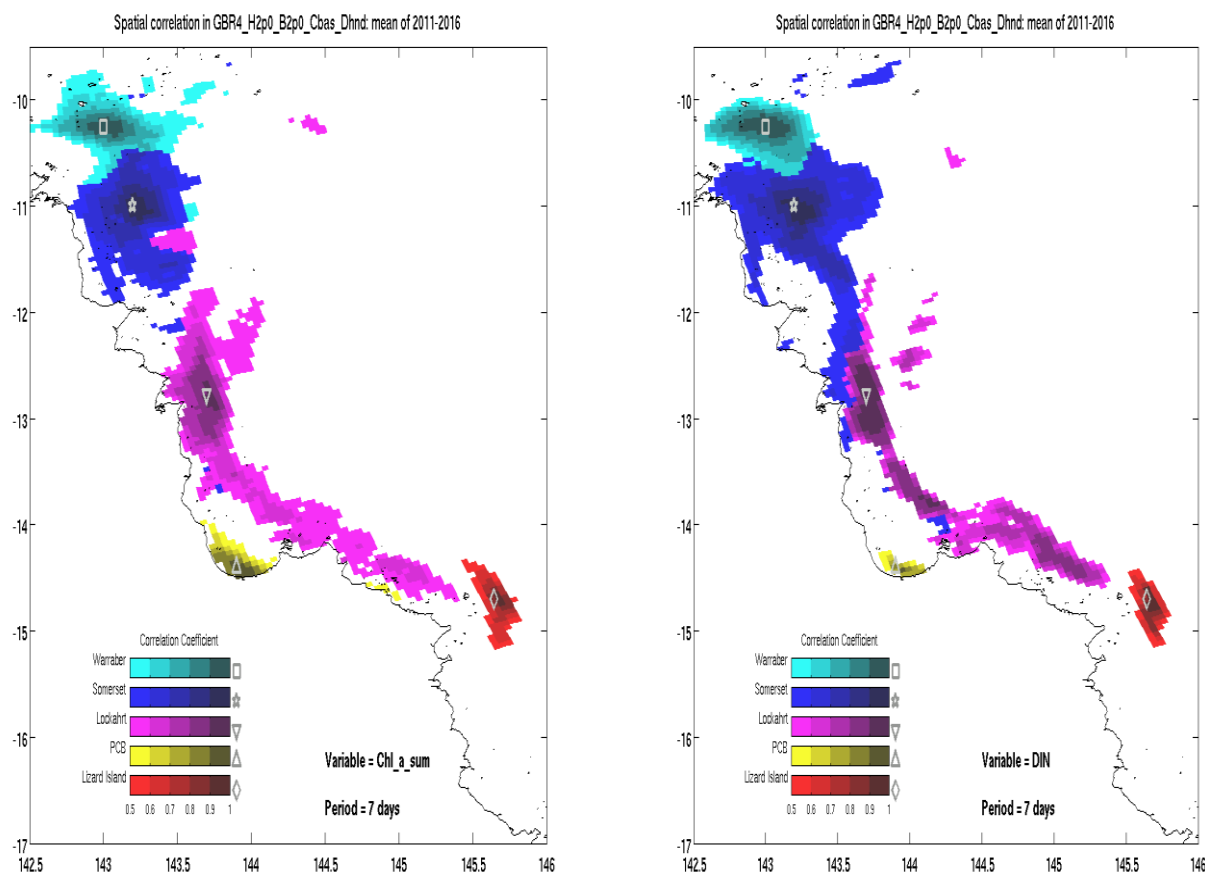 Spatial correlation in GBR4_H2p0_B2p0_Cbas_Dhnd: mean of 2011-2016
-10
-11
-12
-13
-14
-15
-16
-17
142.5 143 143.5 144 144.5 145 145.5 146
Correlation Coefficient
Warraber
Somerset
Lockahrt
PCB
Lizard Island
0.5 0.6 0.7 0.8 0.9 1
Variable = Chl_a_sum
Period = 7 days
Spatial correlation in GBR4_H2p0_B2p0_Cbas_Dhnd: mean of 2011-2016
-10
-11
-12
-13
-14
-15
-16
-17
142.5 143 143.5 144 144.5 145 145.5 146
Correlation Coefficient
Warraber
Somerset
Lockahrt
PCB
Lizard Island
0.5 0.6 0.7 0.8 0.9 1
Variable = DIN
Period = 7 days